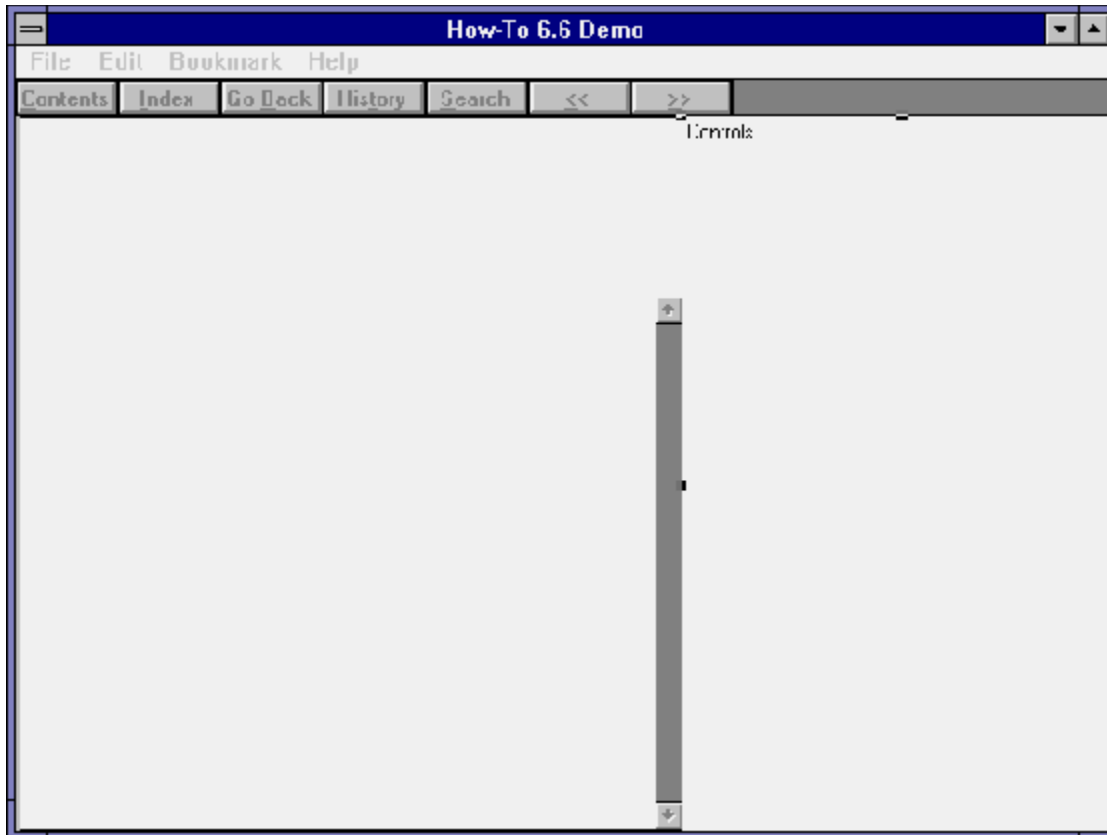 How-To 6.6 Demo
File Edit Bookmark Help
Contents Index Go Back History Search << >>
Controls